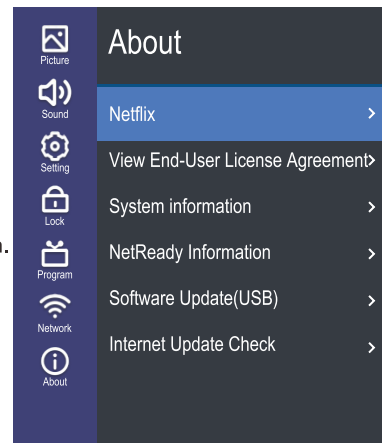 Picture
Sound
Setting
Lock
Program
Network
About
About
Netflix
View End-User License Agreement
System information
NetReady Information
Software Update(USB)
Internet Update Check